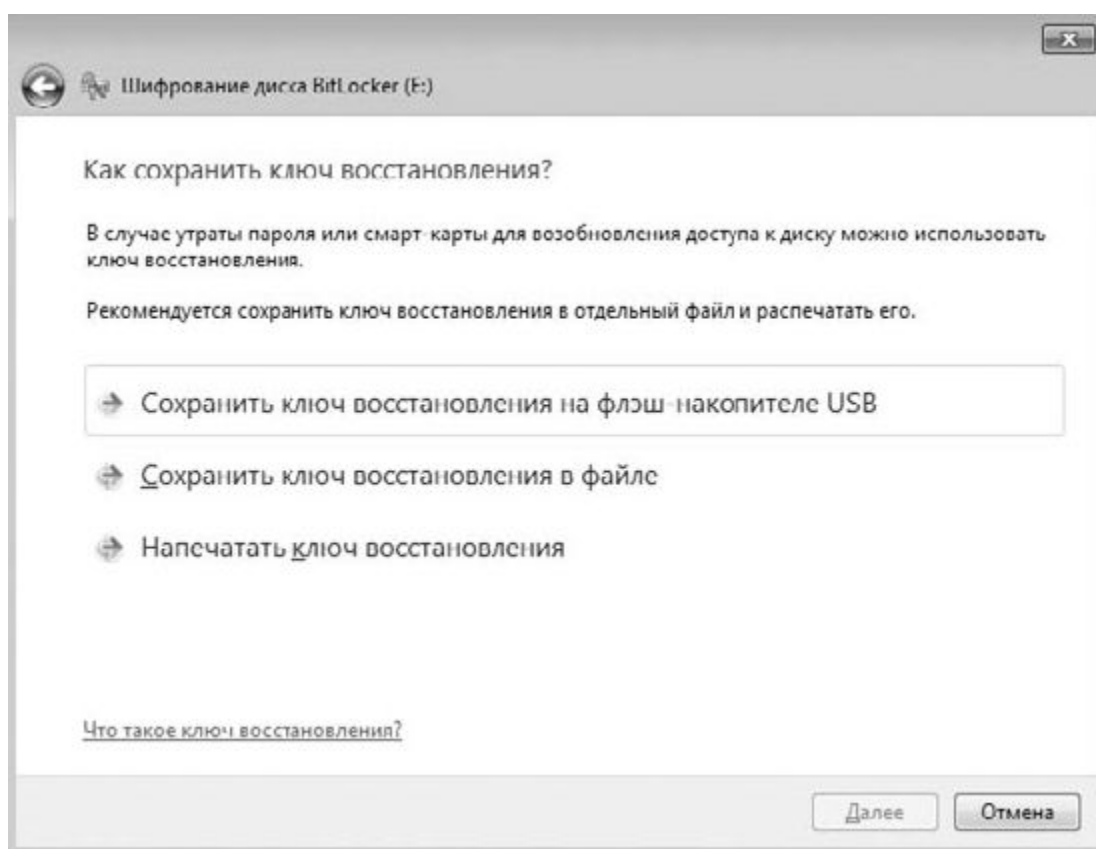 Шифрование диска BitLocker (E:)
Как сохранить ключ восстановления?
В случае утраты пароля или смарт-карты для возобновления доступа к диску можно использовать
ключ восстановления.
Рекомендуется сохранить ключ восстановления в отдельный файл и распечатать его.
Сохранить ключ восстановления на флэш-накопителе USB
Сохранить ключ восстановления в файле
Напечатать ключ восстановления
Что такое ключ восстановления?
Далее
Отмена